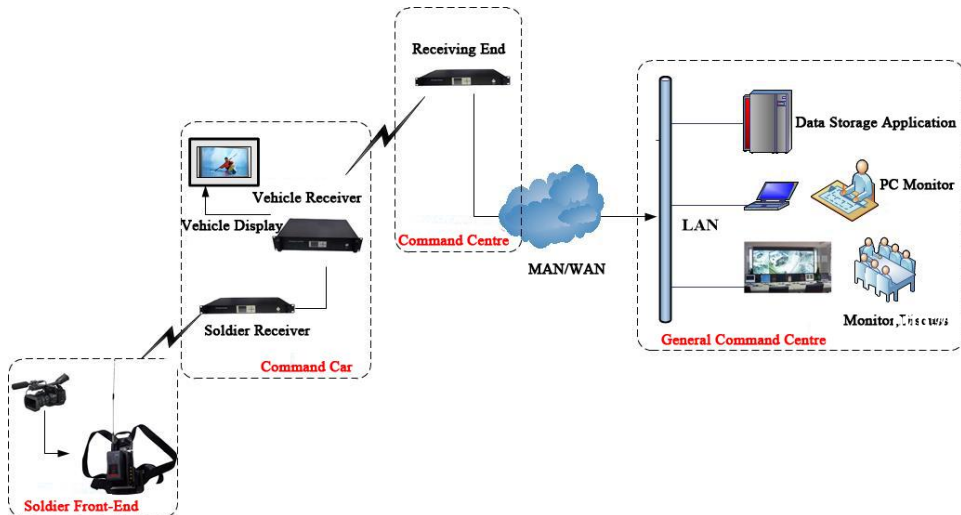 Receiving End
Data Storage Application
Vehicle Receiver
PC Monitor
Vehicle Display
LAN
Command Centre
MAN/WAN
Soldier Receiver
Monitor,
General Command Centre
Command Car
Soldier Front-End